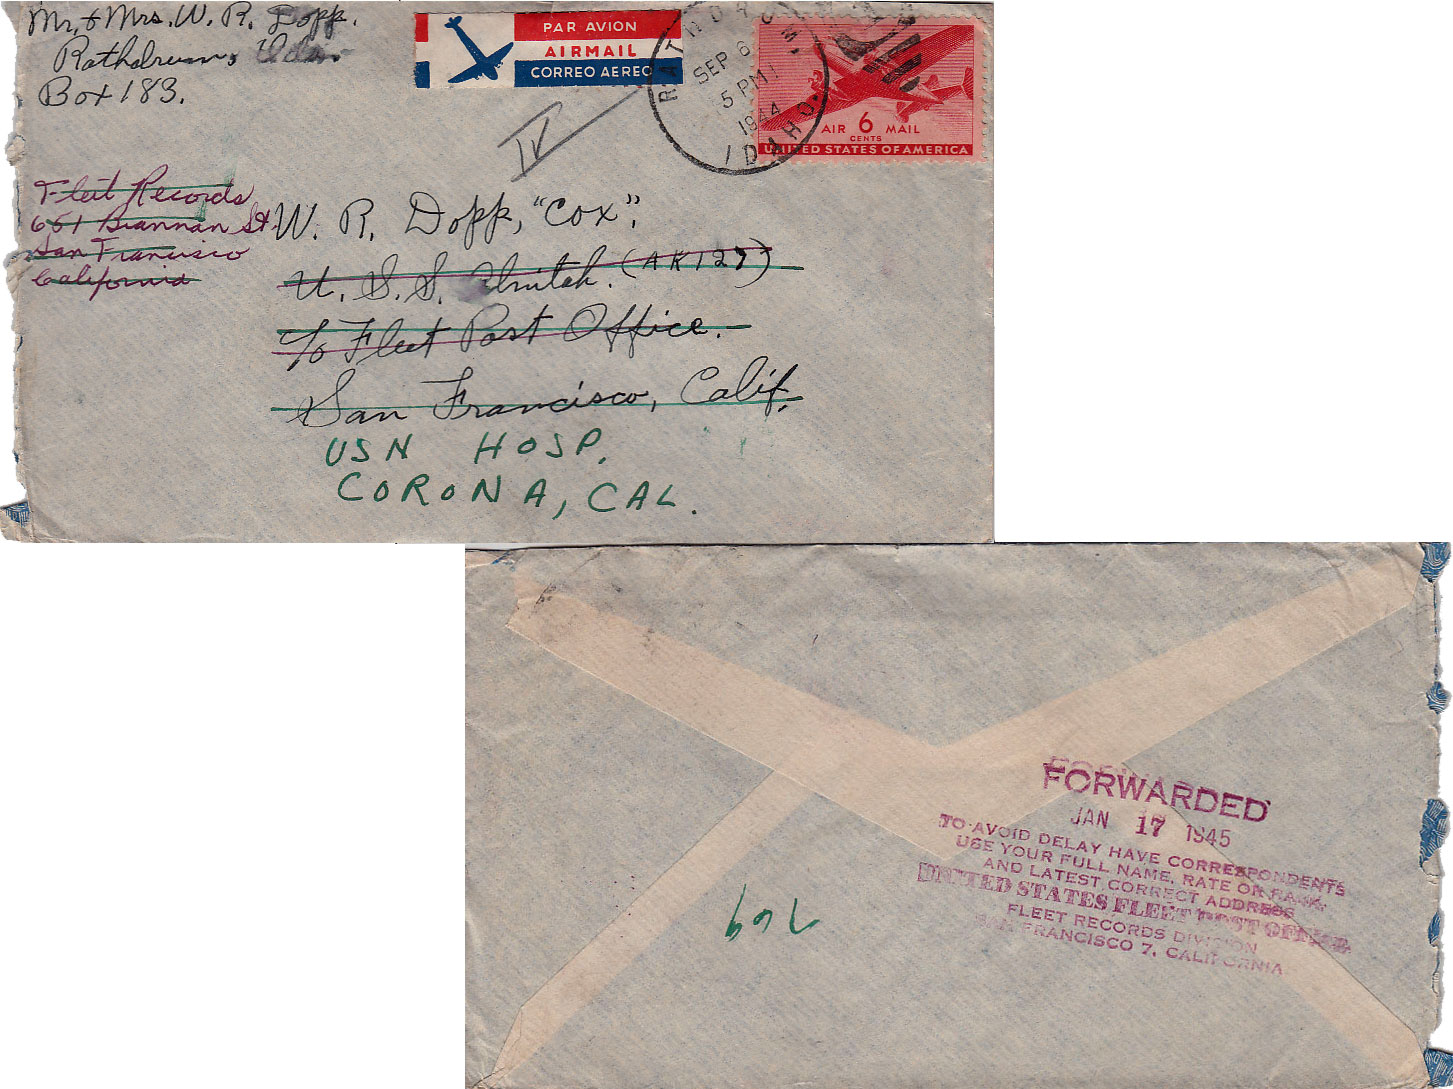 Mr. & Mrs. W. R. Dopp.
Rathdrum, Idaho
Box 183.
PAR AVION
AIRMAIL
CORREO AEREO
RATHDRUM,
SEP 6
5 PM
1944
IDAHO.
AIR 6 MAIL
CENTS
UNITED STATES OF AMERICA
IV
Fleet Records
651 Brannan St.
San Francisco
California
W. R. Dopp, "Cox",
U. S. S. (AK127)
c/o Fleet Post Office.
San Francisco, Calif.
USN HOSP.
CORONA, CAL.
FORWARDED
JAN 17 1945
TO AVOID DELAY HAVE CORRESPONDENTS
USE YOUR FULL NAME, RATE OR RANK,
AND LATEST CORRECT ADDRESS
UNITED STATES FLEET POST OFFICE
FLEET RECORDS DIVISION
SAN FRANCISCO 7, CALIFORNIA